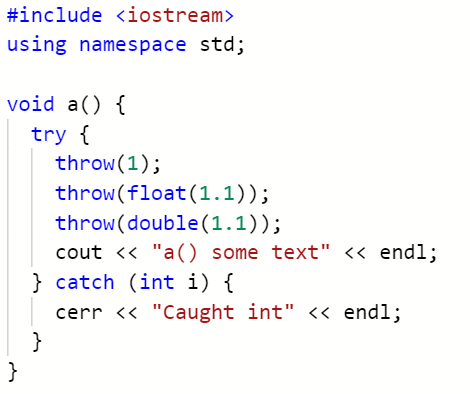 #include <iostream>
using namespace std;

void a() {
  try {
    throw(1);
    throw(float(1.1));
    throw(double(1.1));
    cout << "a() some text" << endl;
  } catch (int i) {
    cerr << "Caught int" << endl;
  }
}